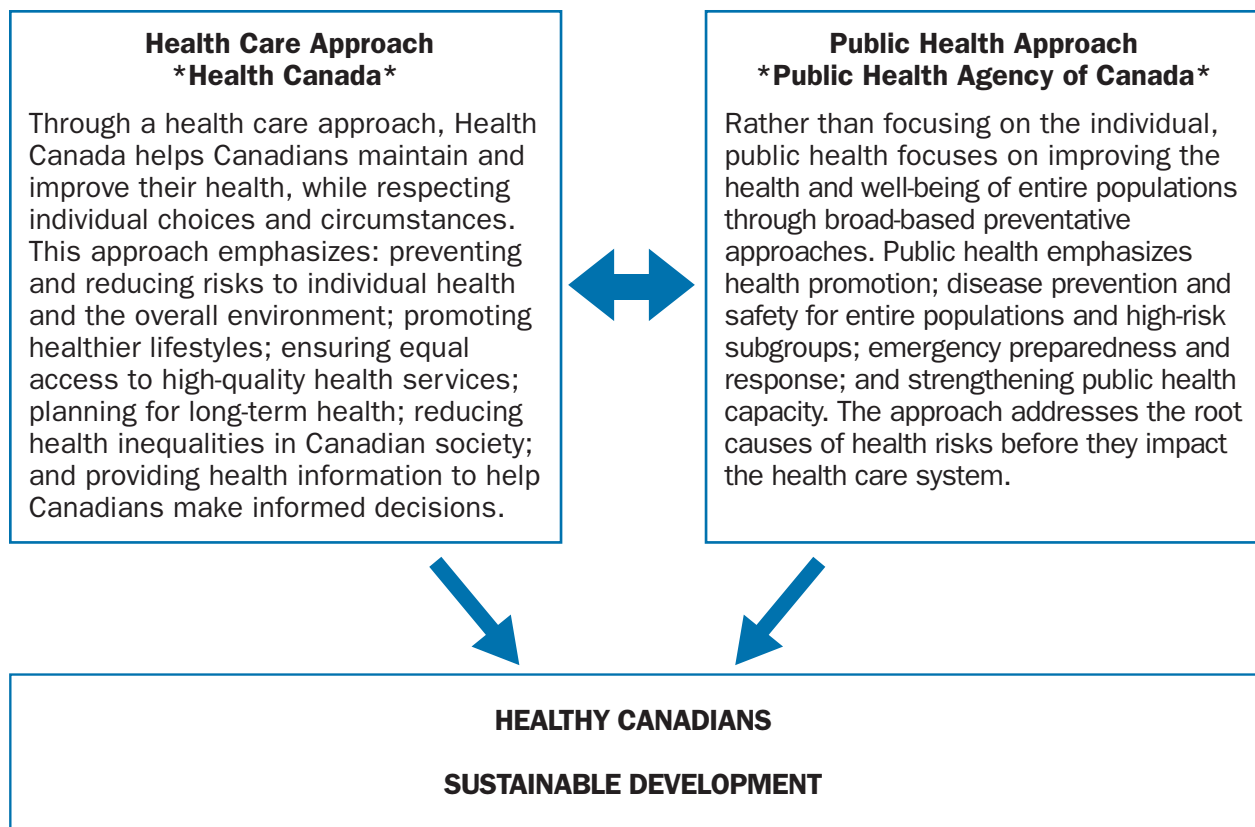 Health Care Approach
*Health Canada*
Through a health care approach, Health
Canada helps Canadians maintain and
improve their health, while respecting
individual choices and circumstances.
This approach emphasizes: preventing
and reducing risks to individual health
and the overall environment; promoting
healthier lifestyles; ensuring equal
access to high-quality health services;
planning for long-term health; reducing
health inequalities in Canadian society;
and providing health information to help
Canadians make informed decisions.
Public Health Approach
*Public Health Agency of Canada*
Rather than focusing on the individual,
public health focuses on improving the
health and well-being of entire populations
through broad-based preventative
approaches. Public health emphasizes
health promotion; disease prevention and
safety for entire populations and high-risk
subgroups; emergency preparedness and
response; and strengthening public health
capacity. The approach addresses the root
causes of health risks before they impact
the health care system.
HEALTHY CANADIANS
SUSTAINABLE DEVELOPMENT